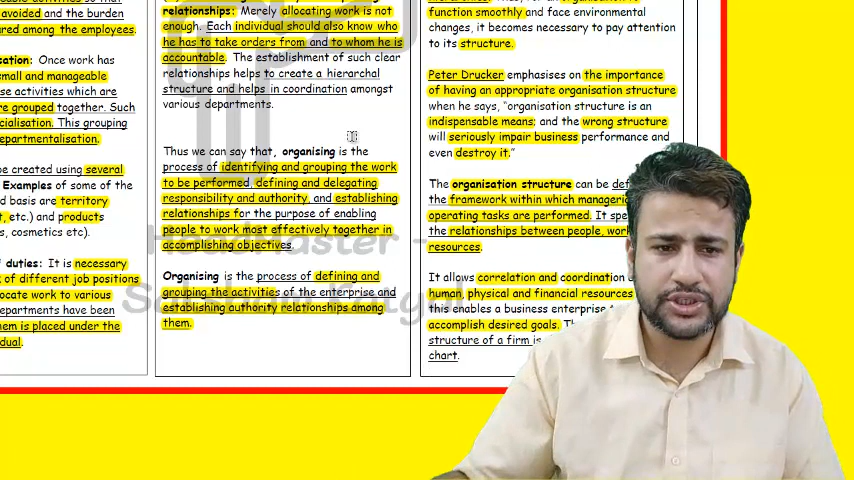 avoided and the burden
red among the employees.
sation: Once work has
small and manageable
se activities which are
e grouped together. Such
cialisation. This grouping
departmentalisation.
be created using several
Examples of some of the
d basis are territory
t, etc.) and products
s, cosmetics etc).
duties: It is necessary
k of different job positions
locate work to various
departments have been
hem is placed under the
dual.
relationships: Merely allocating work is not
enough. Each individual should also know who
he has to take orders from and to whom he is
accountable. The establishment of such clear
relationships helps to create a hierarchal
structure and helps in coordination amongst
various departments.
Thus we can say that, organising is the
process of identifying and grouping the work
to be performed, defining and delegating
responsibility and authority, and establishing
relationships for the purpose of enabling
people to work most effectively together in
accomplishing objectives.
Organising is the process of defining and
grouping the activities of the enterprise and
establishing authority relationships among
them.
function smoothly and face environmental
changes, it becomes necessary to pay attention
to its structure.
Peter Drucker emphasises on the importance
of having an appropriate organisation structure
when he says, "organisation structure is an
indispensable means; and the wrong structure
will seriously impair business performance and
even destroy it."
The organisation structure can be def
the framework within which manageri
operating tasks are performed. It spe
the relationships between people, work
resources.
It allows correlation and coordination
human, physical and financial resources
this enables a business enterprise
accomplish desired goals. Th
structure of a firm is
chart.
Headmaster -